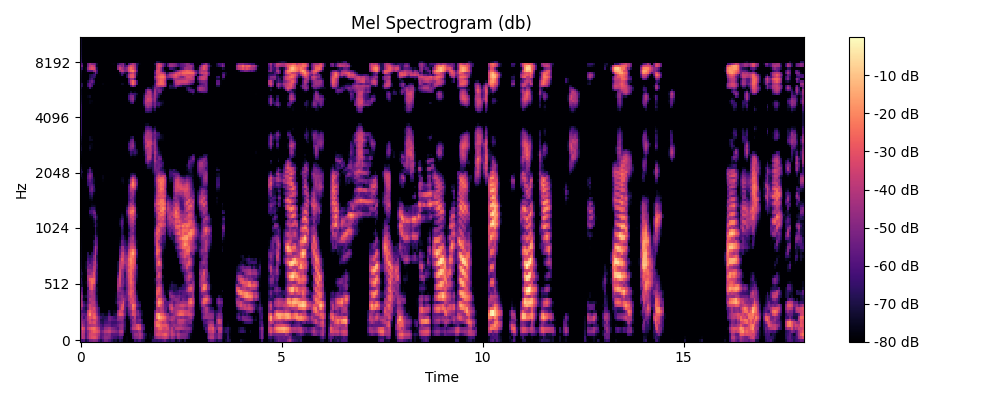 Mel Spectrogram (db)
8192
4096
2048
1024
512
0
Hz
0 5 10 15
Time
-10 dB
-20 dB
-30 dB
-40 dB
-50 dB
-60 dB
-70 dB
-80 dB